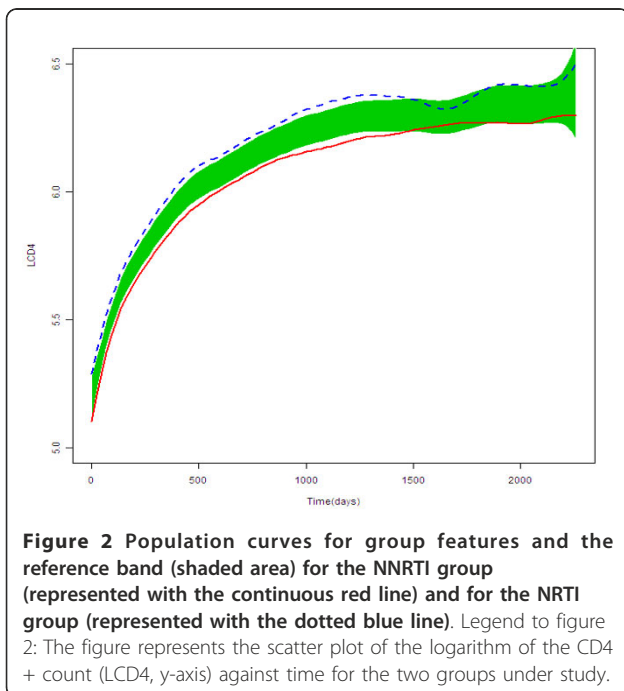 6.5
6.0
5.5
5.0
LCD4
0 500 1000 1500 2000
Time(days)
Figure 2 Population curves for group features and the
reference band (shaded area) for the NNRTI group
(represented with the continuous red line) and for the NRTI
group (represented with the dotted blue line). Legend to figure
2: The figure represents the scatter plot of the logarithm of the CD4
+ count (LCD4, y-axis) against time for the two groups under study.